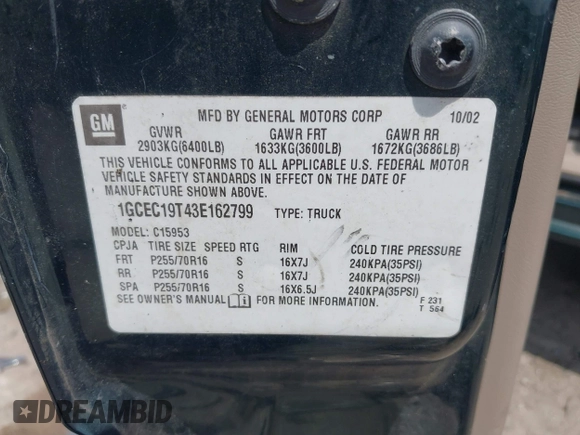 GM
MFD BY GENERAL MOTORS CORP 10/02
GVWR GAWR FRT GAWR RR
2903KG(6400LB) 1633KG(3600LB) 1672KG(3686LB)
THIS VEHICLE CONFORMS TO ALL APPLICABLE U.S. FEDERAL MOTOR
VEHICLE SAFETY STANDARDS IN EFFECT ON THE DATE OF
MANUFACTURE SHOWN ABOVE.
1GCEC19T43E162799 TYPE: TRUCK
MODEL: C15953
CPJA TIRE SIZE SPEED RTG RIM COLD TIRE PRESSURE
FRT P255/70R16 S 16X7J 240KPA(35PSI)
RR P255/70R16 S 16X7J 240KPA(35PSI)
SPA P255/70R16 S 16X6.5J 240KPA(35PSI)
SEE OWNER'S MANUAL FOR MORE INFORMATION. F 231
T 564
DREAMBID